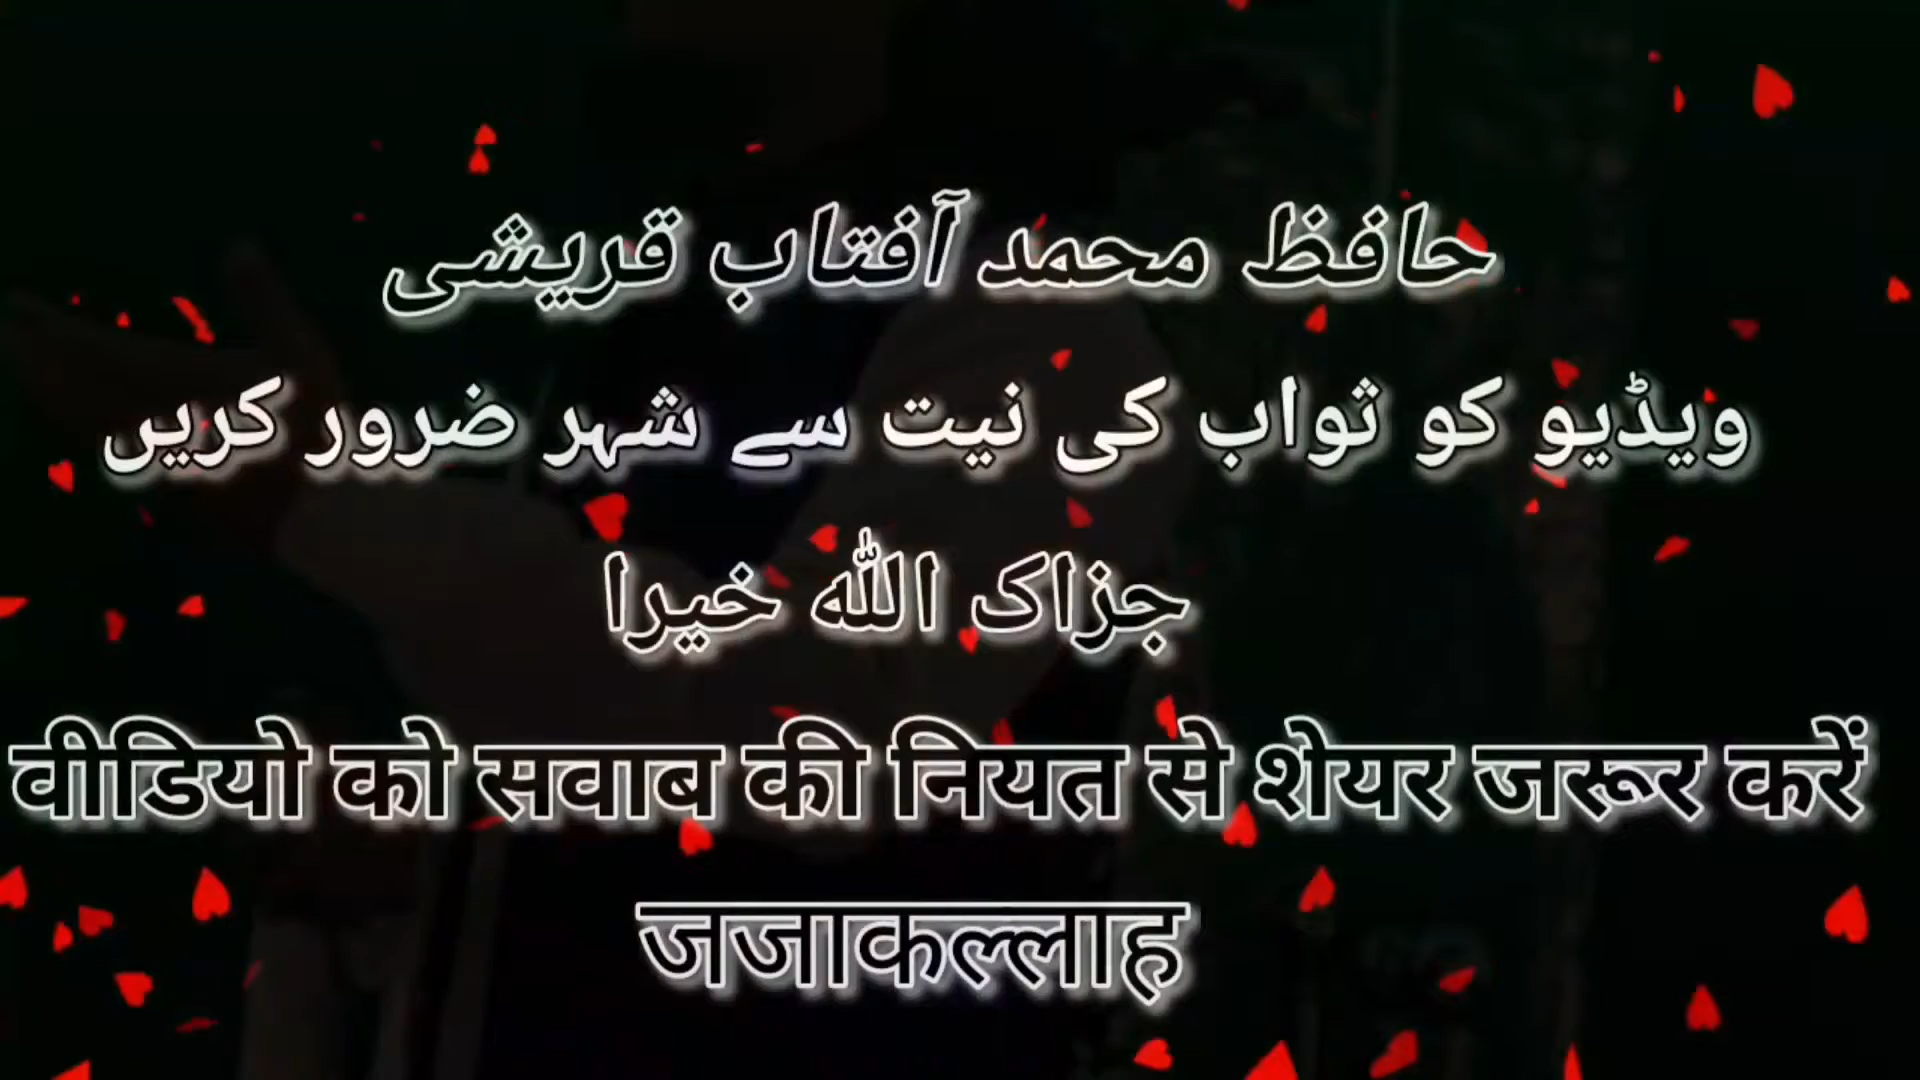 حافظ محمد آفتاب قریشی
ویڈیو کو ثواب کی نیت سے شہر ضرور کریں
جزاک اللہ خیرا
वीडियो को सवाब की नियत से शेयर जरूर करें
जजाकल्लाह